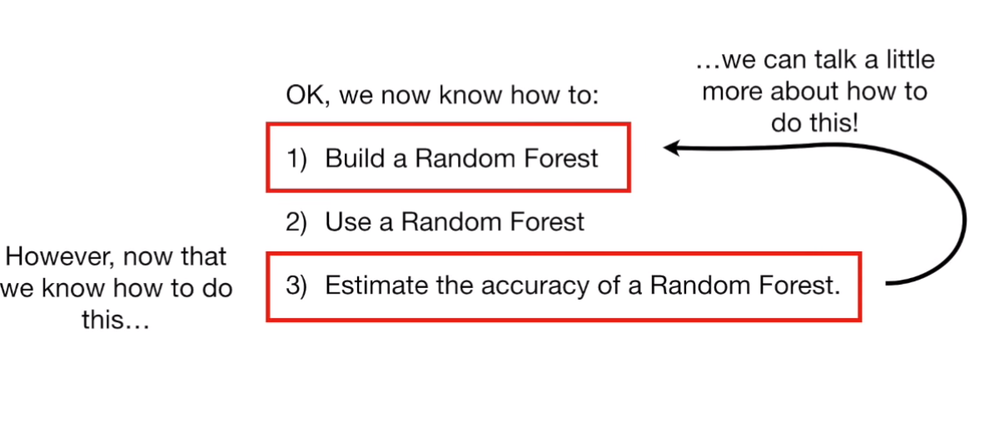 OK, we now know how to:
1) Build a Random Forest
2) Use a Random Forest
3) Estimate the accuracy of a Random Forest.
However, now that
we know how to do
this…
…we can talk a little
more about how to
do this!